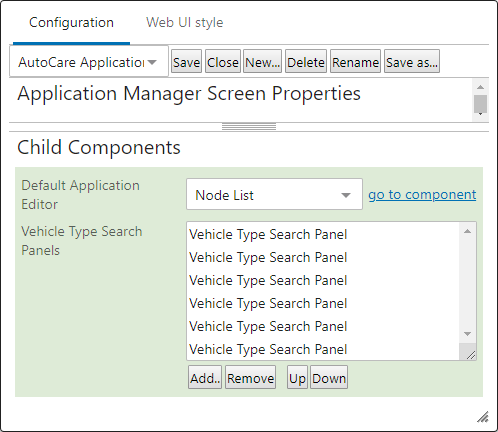 Configuration Web UI style
AutoCare Application Save Close New... Delete Rename Save as...
Application Manager Screen Properties
Child Components
Default Application
Editor
Node List go to component
Vehicle Type Search
Panels
Vehicle Type Search Panel
Vehicle Type Search Panel
Vehicle Type Search Panel
Vehicle Type Search Panel
Vehicle Type Search Panel
Vehicle Type Search Panel
Add.. Remove Up Down